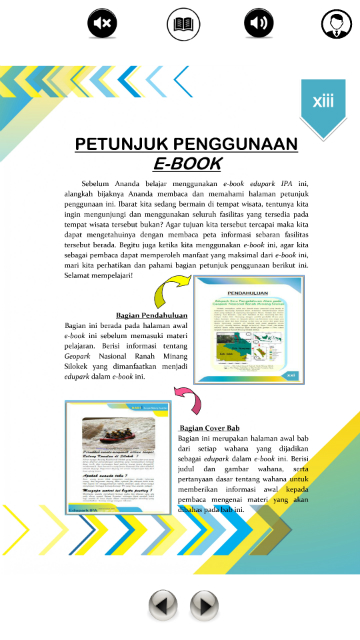 xiii
PETUNJUK PENGGUNAAN
E-BOOK
Sebelum Ananda belajar menggunakan e-book edupark IPA ini,
alangkah bijaknya Ananda membaca dan memahami halaman petunjuk
penggunaan ini. Ibarat kita sedang bermain di tempat wisata, tentunya kita
ingin mengunjungi dan menggunakan seluruh fasilitas yang tersedia pada
tempat wisata tersebut bukan? Agar tujuan kita tersebut tercapai maka kita
dapat mengetahuinya dengan membaca peta informasi sebaran fasilitas
tersebut berada. Begitu juga ketika kita menggunakan e-book ini, agar kita
sebagai pembaca dapat memperoleh manfaat yang maksimal dari e-book ini,
mari kita perhatikan dan pahami bagian petunjuk penggunaan berikut ini.
Selamat mempelajari!
Bagian Pendahuluan
Bagian ini berada pada halaman awal
e-book ini sebelum memasuki materi
pelajaran. Berisi informasi tentang
Geopark Nasional Ranah Minang
Silokek yang dimanfaatkan menjadi
edupark dalam e-book ini.
PENDAHULUAN
xvi
Bagian Cover Bab
Bagian ini merupakan halaman awal bab
dari setiap wahana yang dijadikan
sebagai edupark dalam e-book ini. Berisi
judul dan gambar wahana, serta
pertanyaan dasar tentang wahana untuk
memberikan informasi awal kepada
pembaca mengenai materi yang akan
dibahas pada bab ini.